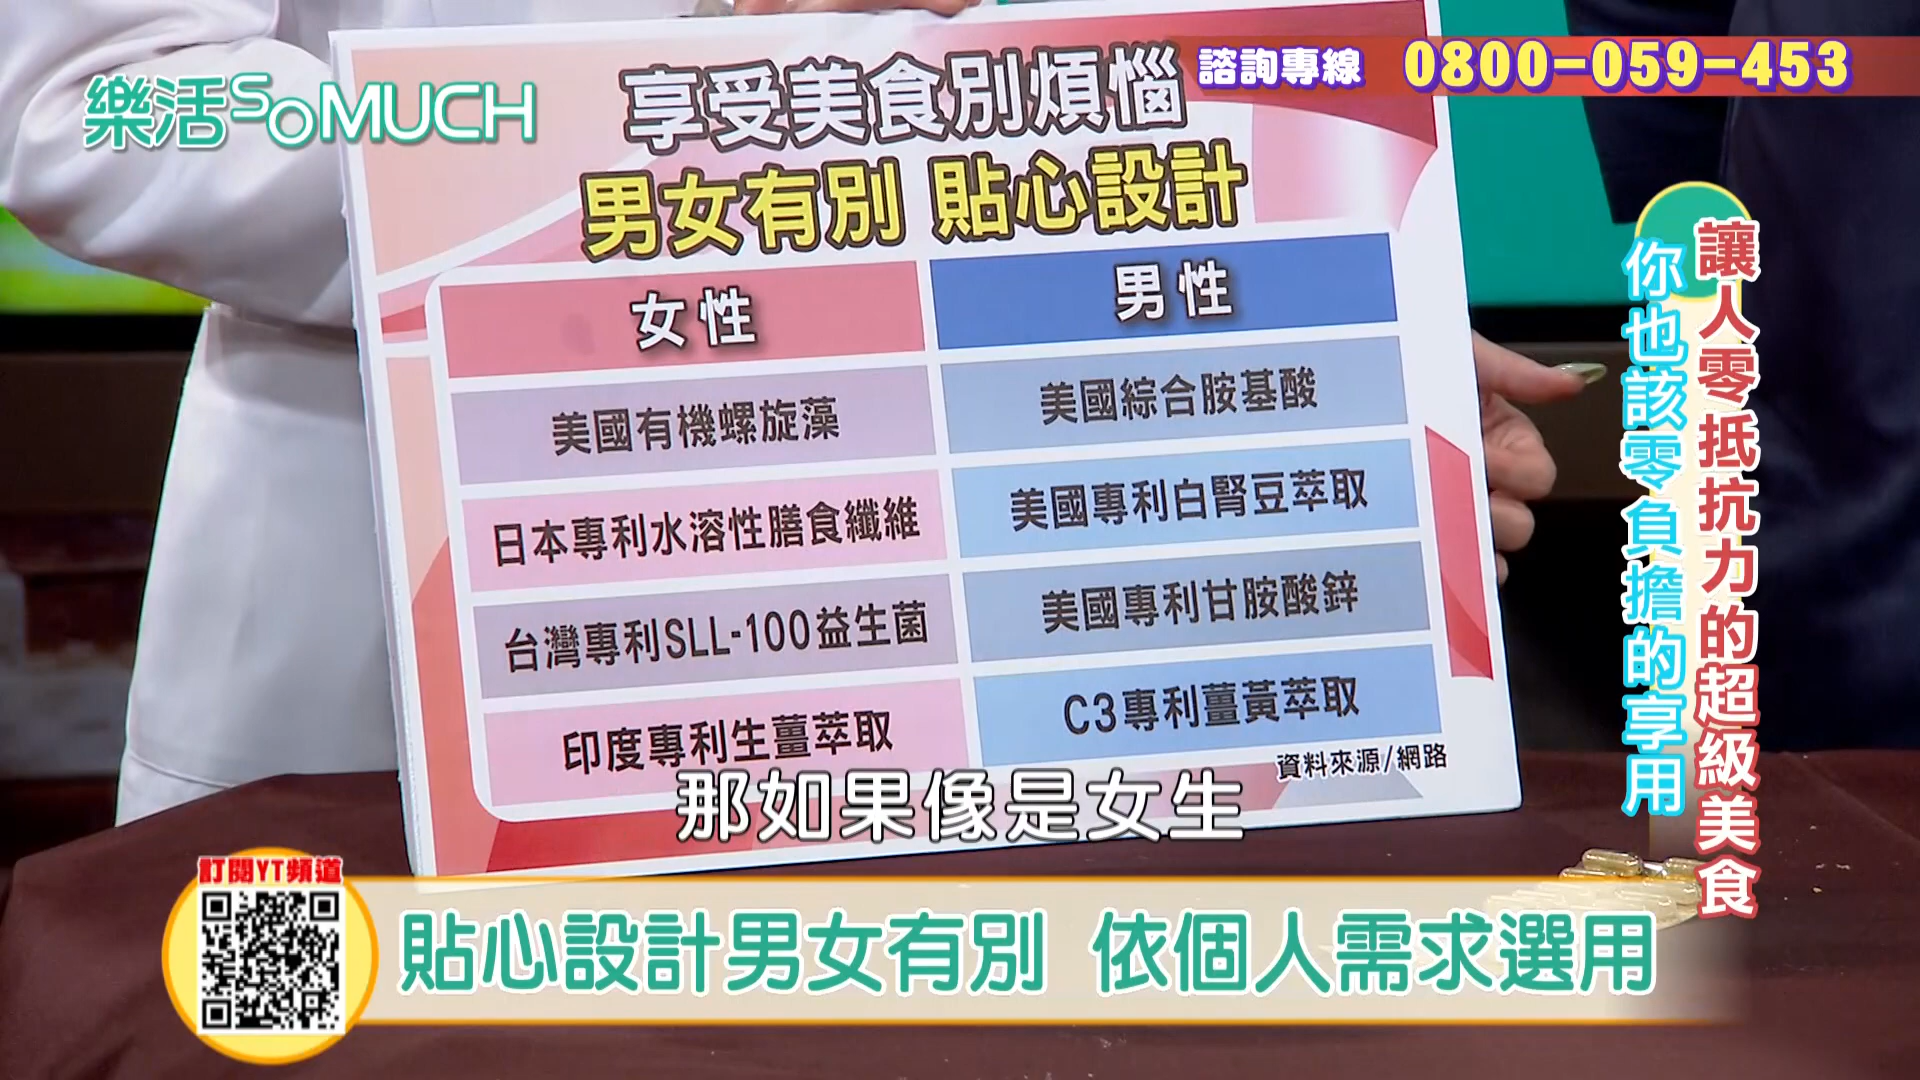 樂活SOMUCH
諮詢專線 0800-059-453
享受美食別煩惱
男女有別 貼心設計
女性
男性
美國有機螺旋藻
美國綜合胺基酸
日本專利水溶性膳食纖維
美國專利白腎豆萃取
台灣專利SLL-100益生菌
美國專利甘胺酸鋅
印度專利生薑萃取
C3專利薑黃萃取
資料來源/網路
讓人零抵抗力的超級美食
你也該零負擔的享用
那如果像是女生
訂閱YT頻道
貼心設計男女有別 依個人需求選用